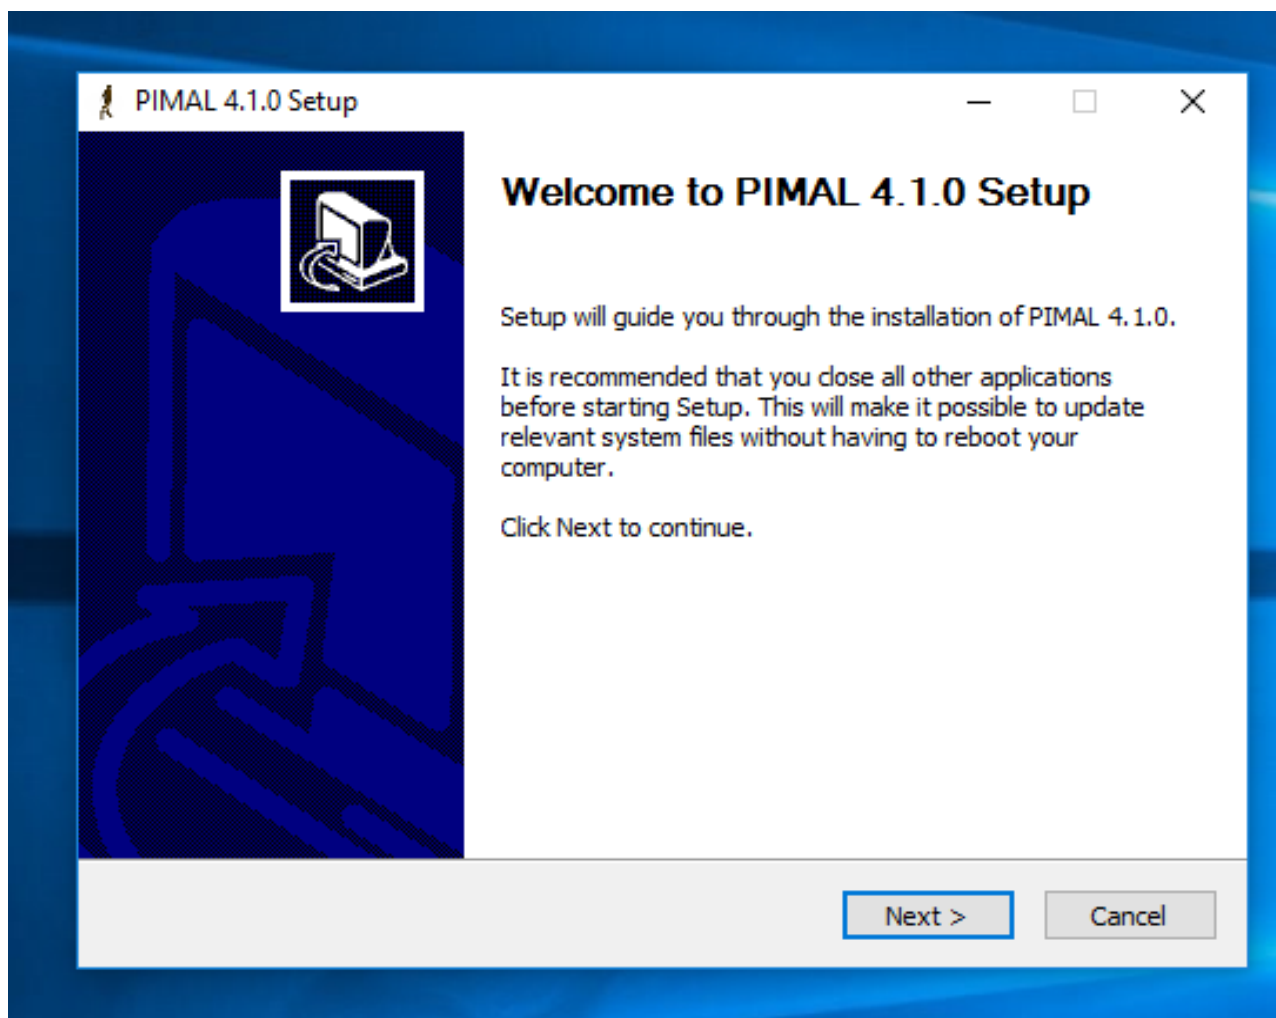 PIMAL 4.1.0 Setup
Welcome to PIMAL 4.1.0 Setup
Setup will guide you through the installation of PIMAL 4.1.0.
It is recommended that you close all other applications
before starting Setup. This will make it possible to update
relevant system files without having to reboot your
computer.
Click Next to continue.
Next >
Cancel